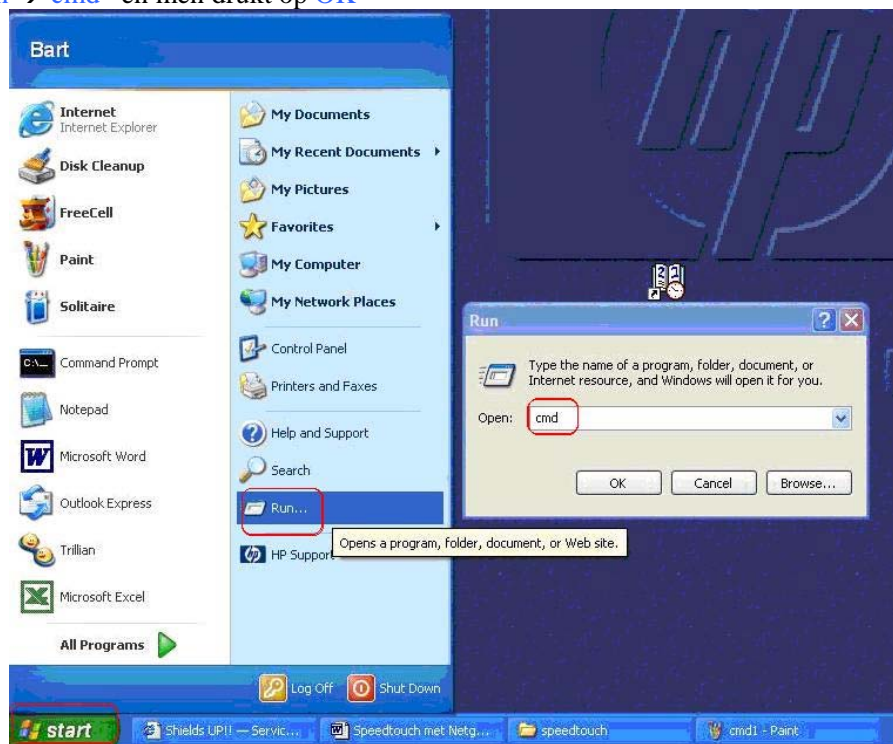 cmd en men drukt op OK
Bart
Internet
Internet Explorer
Disk Cleanup
FreeCell
Paint
Solitaire
Command Prompt
Notepad
Microsoft Word
Outlook Express
Trillian
Microsoft Excel
All Programs
My Documents
My Recent Documents
My Pictures
Favorites
My Computer
My Network Places
Control Panel
Printers and Faxes
Help and Support
Search
Run...
HP Support
Opens a program, folder, document, or Web site.
Log Off
Shut Down
Run
Type the name of a program, folder, document, or
Internet resource, and Windows will open it for you.
Open: cmd
OK Cancel Browse...
start
Shields UP!! — Servic...
Speedtouch met Netg...
speedtouch
cmd1 - Paint